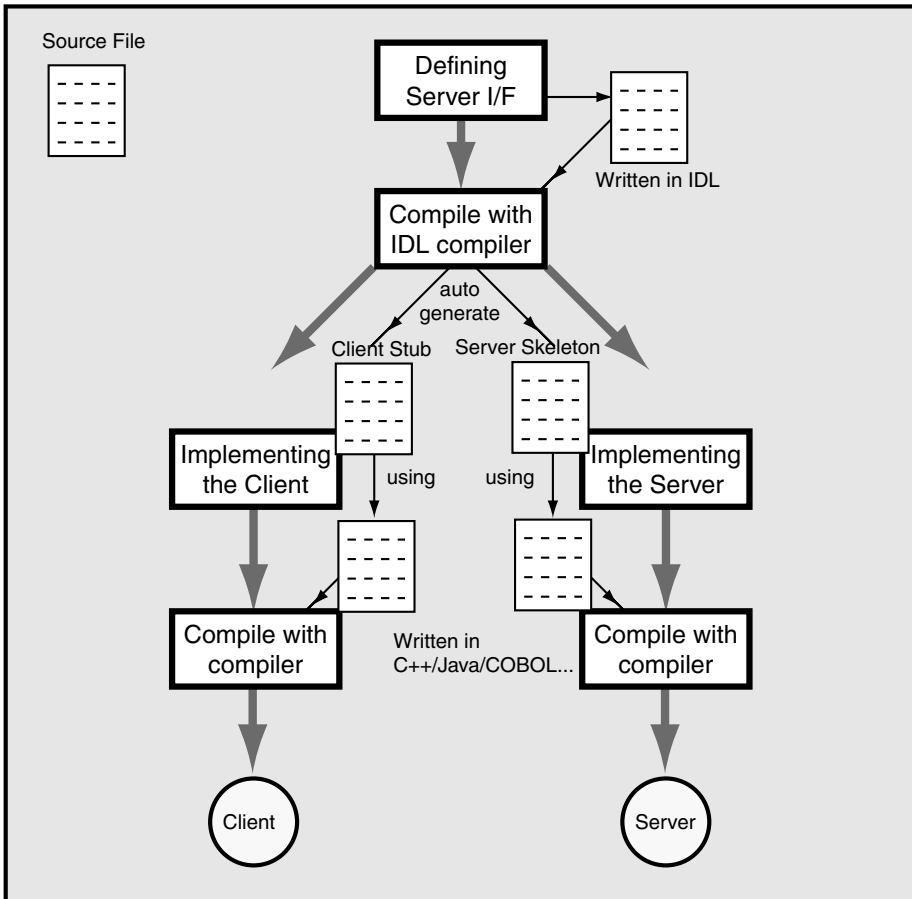 Source File
Defining
Server I/F
Written in IDL
Compile with
IDL compiler
auto
generate
Client Stub
Server Skeleton
Implementing
the Client
using
using
Implementing
the Server
Compile with
compiler
Written in
C++/Java/COBOL...
Compile with
compiler
Client
Server